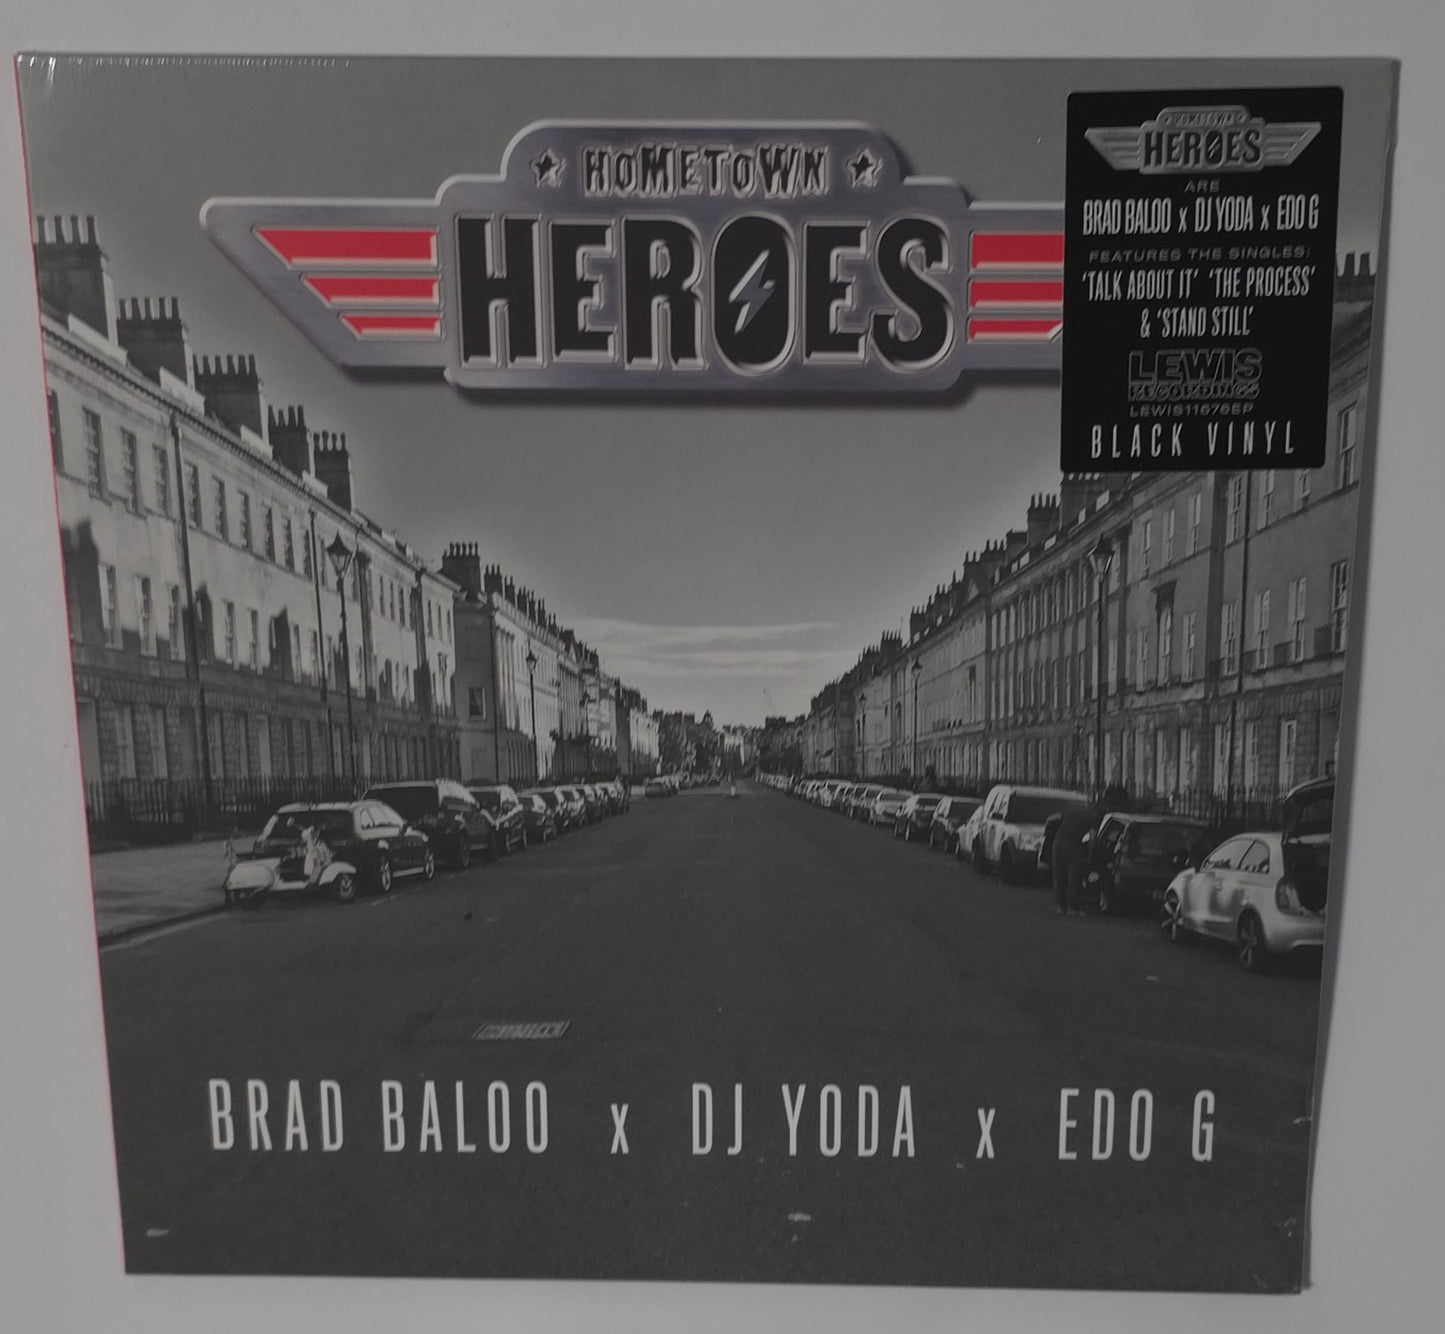 HOMETOWN
HEROES
HOMETOWN
HEROES
ARE
BRAD BALOO x DJ YODA x EDO G
FEATURES THE SINGLES:
'TALK ABOUT IT' 'THE PROCESS'
& 'STAND STILL'
LEWIS
RECORDINGS
LEWIS11676EP
BLACK VINYL
BRAD BALOO x DJ YODA x EDO G